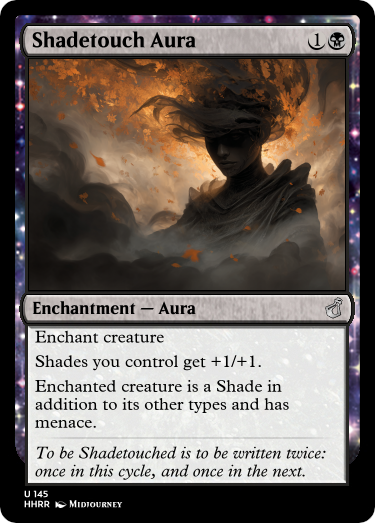 Shadetouch Aura 1
Enchantment — Aura
Enchant creature
Shades you control get +1/+1.
Enchanted creature is a Shade in
addition to its other types and has
menace.
To be Shadetouched is to be written twice:
once in this cycle, and once in the next.
U 145
HHRR Midjourney